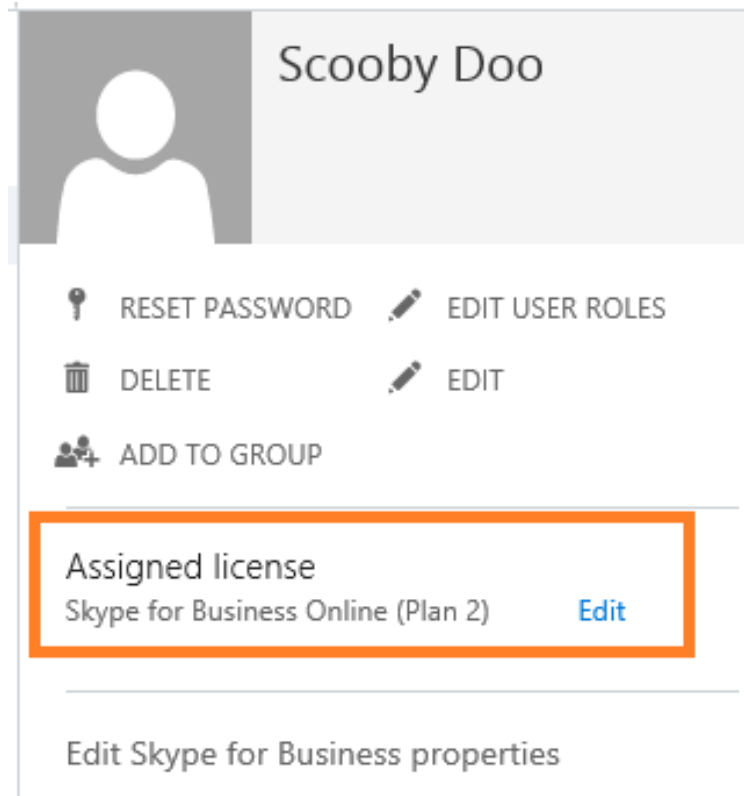 Scooby Doo
RESET PASSWORD EDIT USER ROLES
DELETE EDIT
ADD TO GROUP
Assigned license
Skype for Business Online (Plan 2) Edit
Edit Skype for Business properties